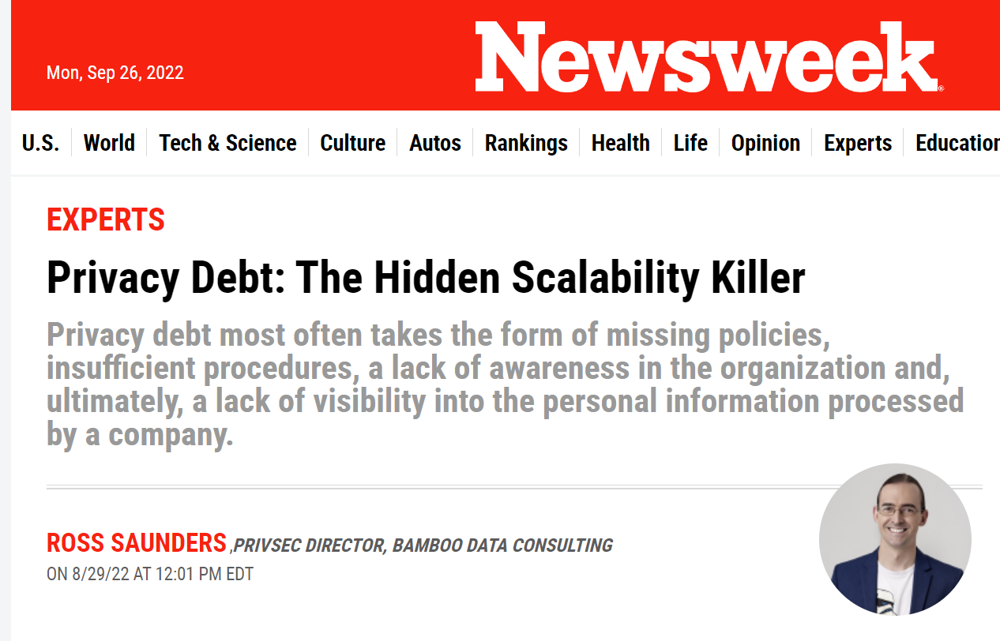 Mon, Sep 26, 2022
Newsweek®
U.S. World Tech & Science Culture Autos Rankings Health Life Opinion Experts Education
EXPERTS
Privacy Debt: The Hidden Scalability Killer
Privacy debt most often takes the form of missing policies,
insufficient procedures, a lack of awareness in the organization and,
ultimately, a lack of visibility into the personal information processed
by a company.
ROSS SAUNDERS ,PRIVSEC DIRECTOR, BAMBOO DATA CONSULTING
ON 8/29/22 AT 12:01 PM EDT